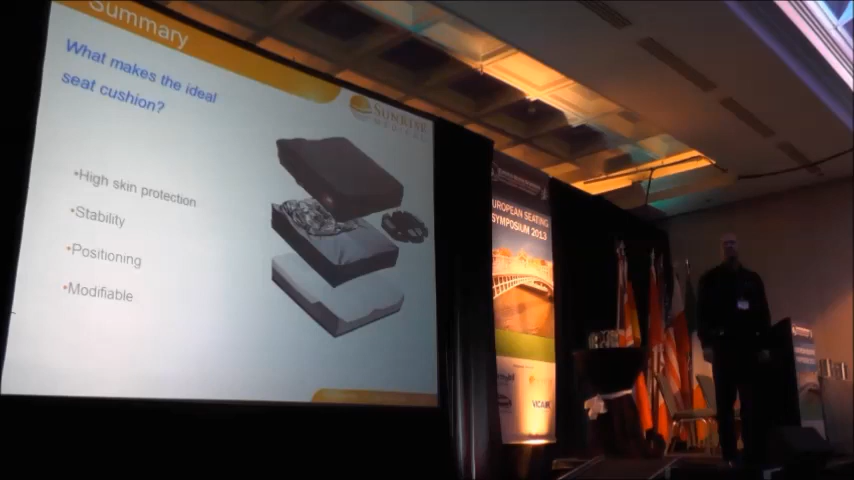 Summary
What makes the ideal
seat cushion?
•High skin protection
•Stability
•Positioning
•Modifiable
SUNRISE
MEDICAL
EUROPEAN SEATING
SYMPOSIUM 2013
VICAIR